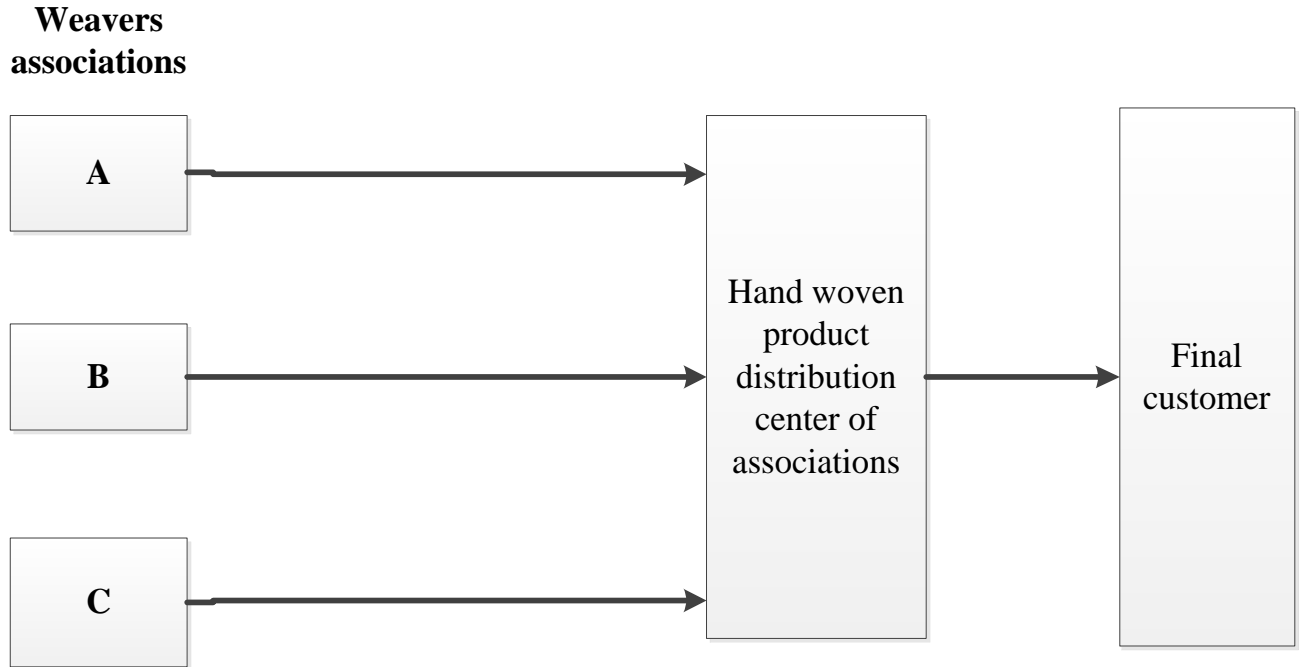 Weavers
associations
A
B
C
Hand woven
product
distribution
center of
associations
Final
customer